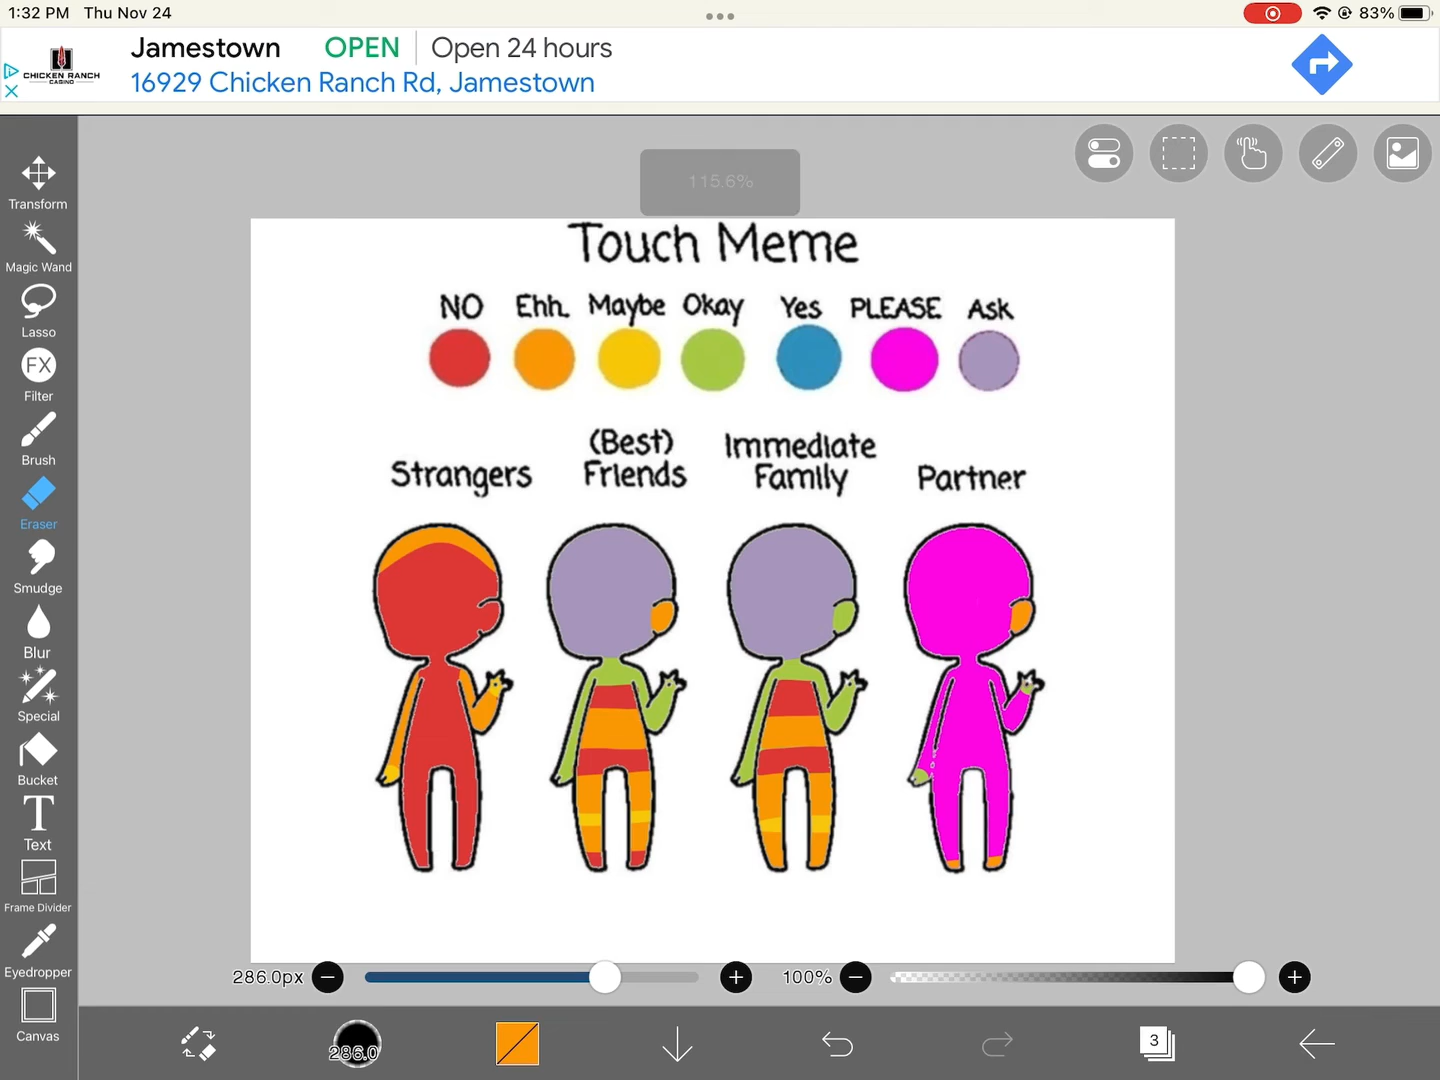 1:32 PM Thu Nov 24
83%
CHICKEN RANCH
CASINO
Jamestown OPEN Open 24 hours
16929 Chicken Ranch Rd, Jamestown
Transform
Magic Wand
Lasso
FX
Filter
Brush
Eraser
Smudge
Blur
Special
Bucket
T
Text
Frame Divider
Eyedropper
Canvas
115.6%
Touch Meme
NO Ehh. Maybe Okay Yes PLEASE Ask
Strangers
(Best)
Friends
Immediate
Family
Partner
286.0px
100%
286.0
3